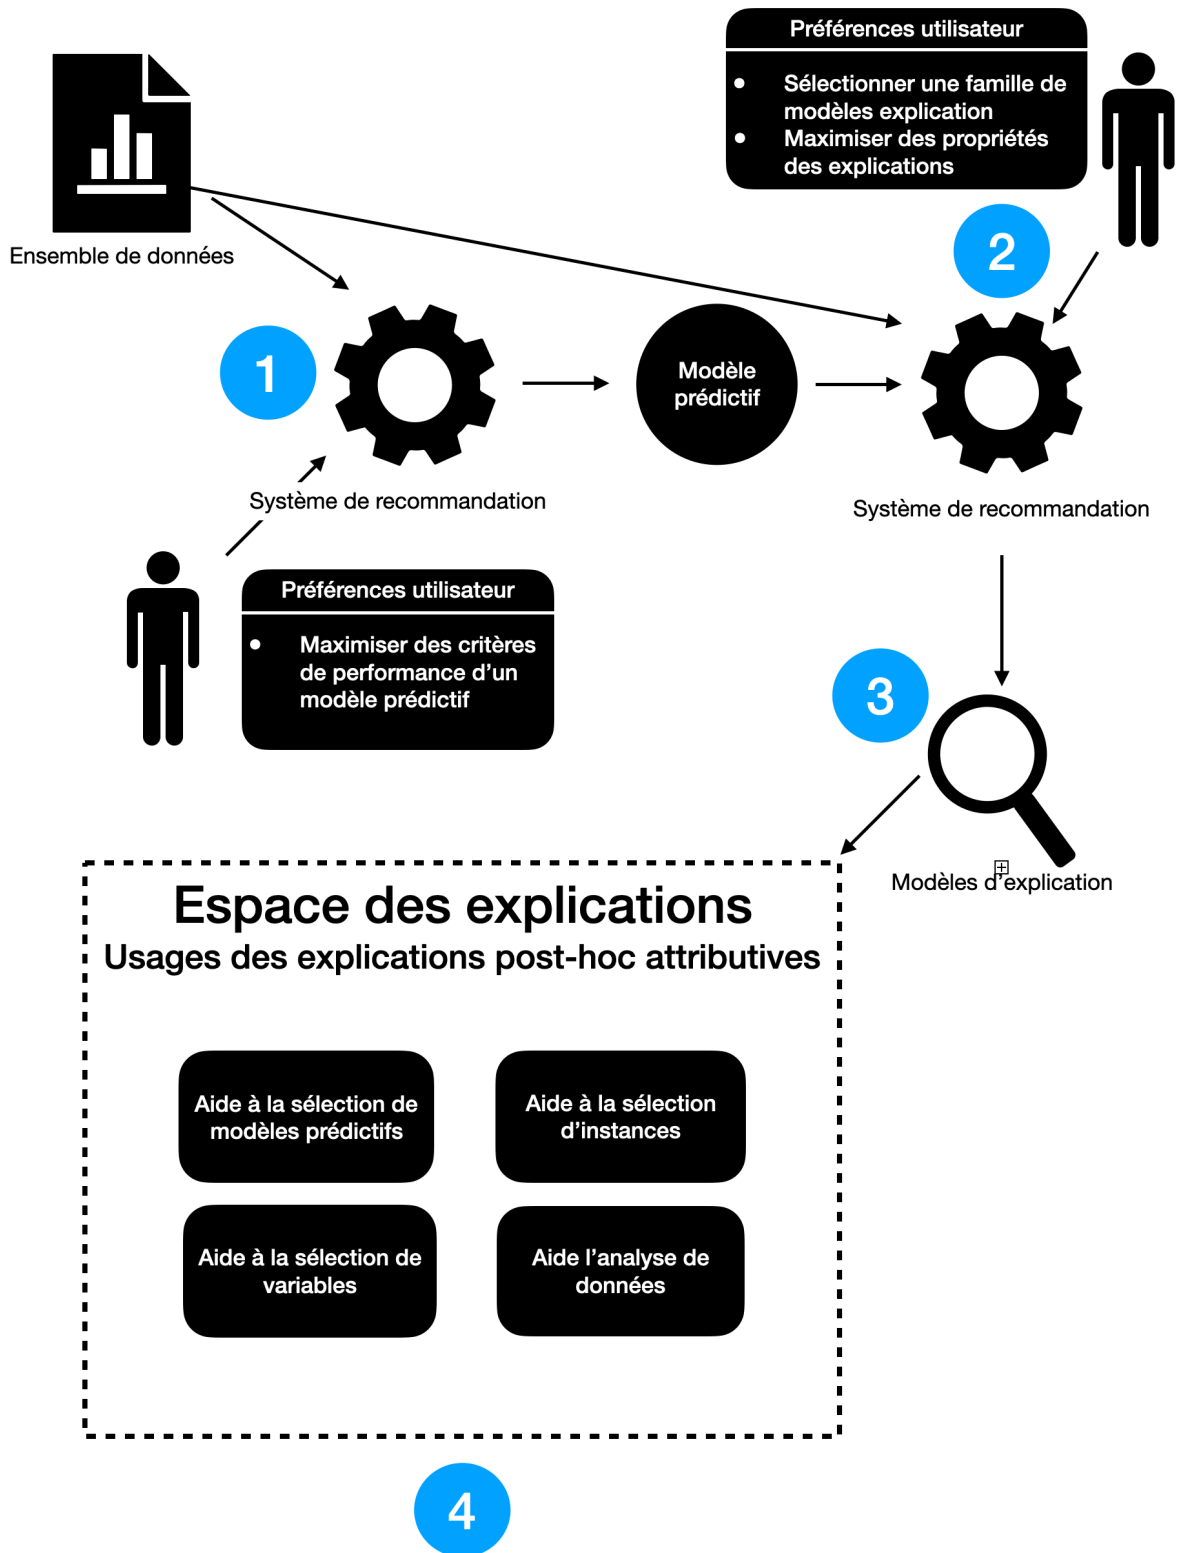 Préférences utilisateur
Sélectionner une famille de
modèles explication
Maximiser des propriétés
des explications
Ensemble de données
2
1
Modèle
prédictif
Système de recommandation
Système de recommandation
Préférences utilisateur
Maximiser des critères
de performance d'un
modèle prédictif
3
Modèles d'explication
Espace des explications
Usages des explications post-hoc attributives
Aide à la sélection de
modèles prédictifs
Aide à la sélection
d'instances
Aide à la sélection de
variables
Aide l'analyse de
données
4